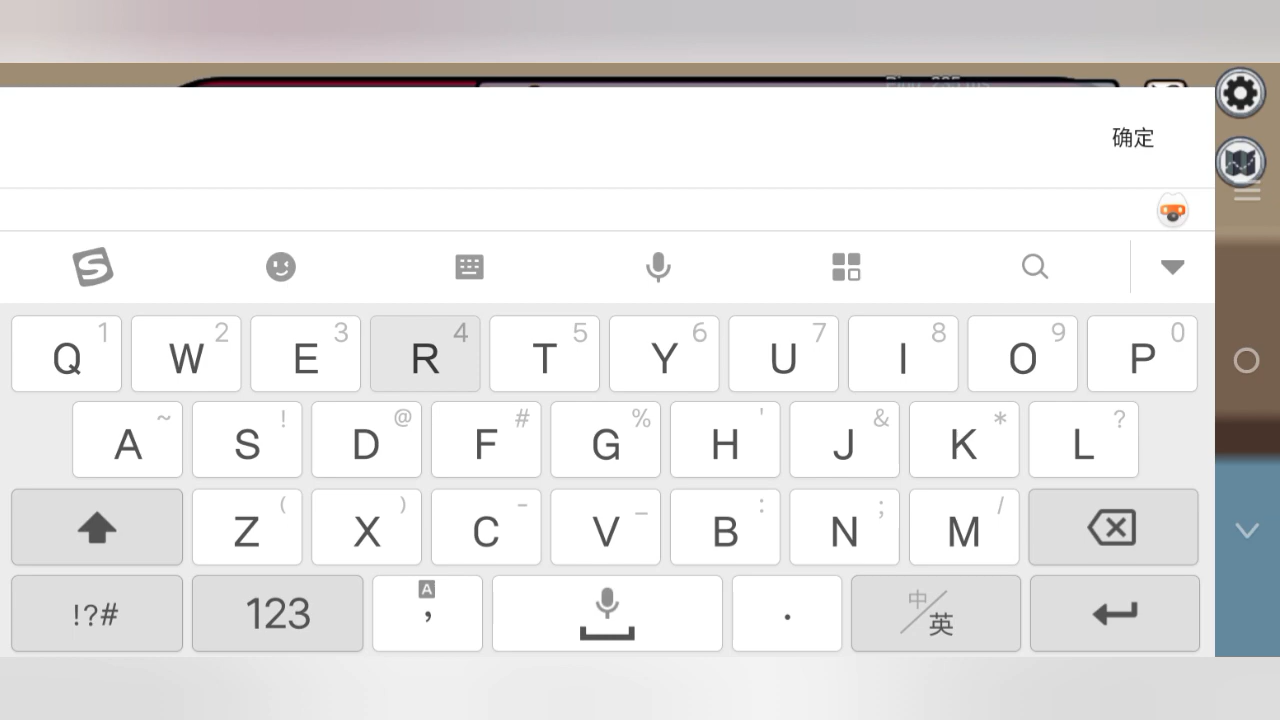 确定
S
1 2 3 4 5 6 7 8 9 0
Q W E R T Y U I O P
~ ! @ # % ' & * ?
A S D F G H J K L
( ) - _ : ; /
Z X C V B N M
A
!?# 123 , . 中/英